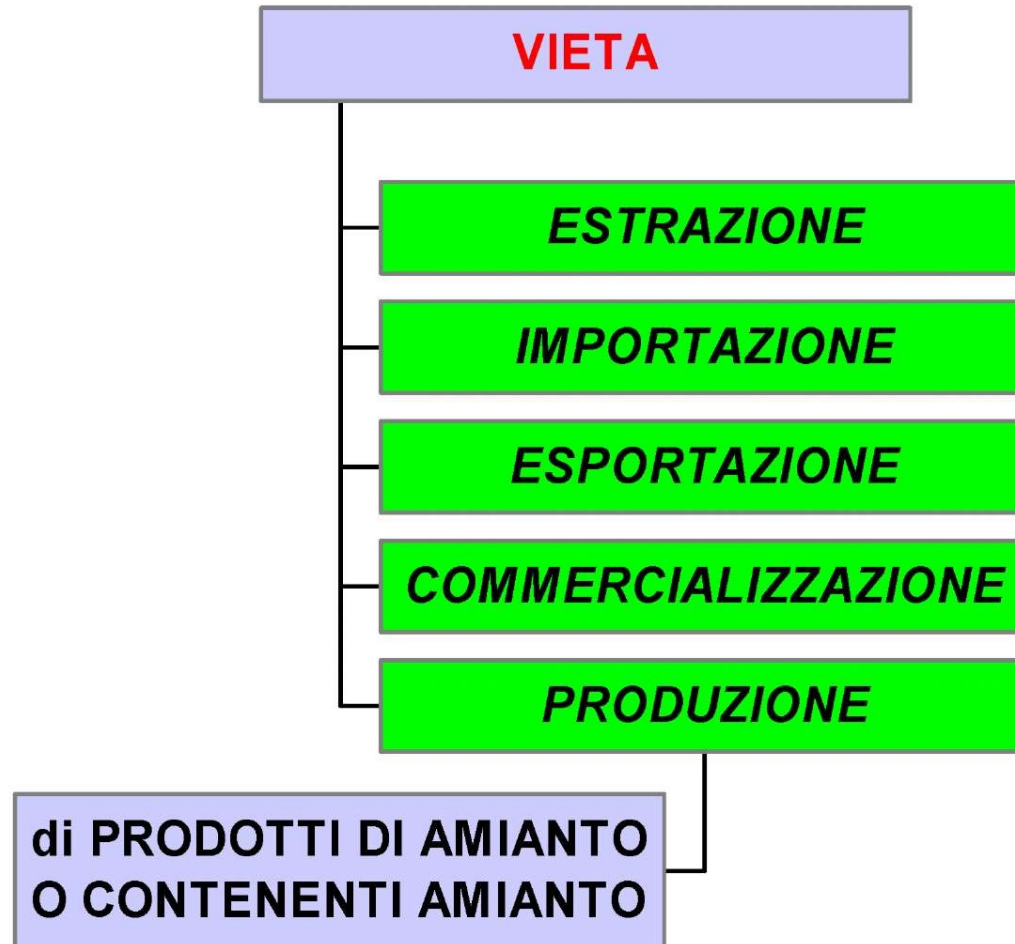 VIETA
ESTRAZIONE
IMPORTAZIONE
ESPORTAZIONE
COMMERCIALIZZAZIONE
PRODUZIONE
di PRODOTTI DI AMIANTO
O CONTENENTI AMIANTO